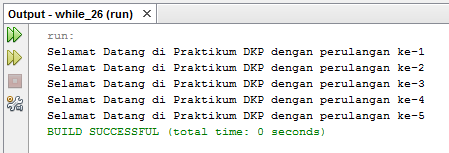 Output - while_26 (run)
run:
Selamat Datang di Praktikum DKP dengan perulangan ke-1
Selamat Datang di Praktikum DKP dengan perulangan ke-2
Selamat Datang di Praktikum DKP dengan perulangan ke-3
Selamat Datang di Praktikum DKP dengan perulangan ke-4
Selamat Datang di Praktikum DKP dengan perulangan ke-5
BUILD SUCCESSFUL (total time: 0 seconds)